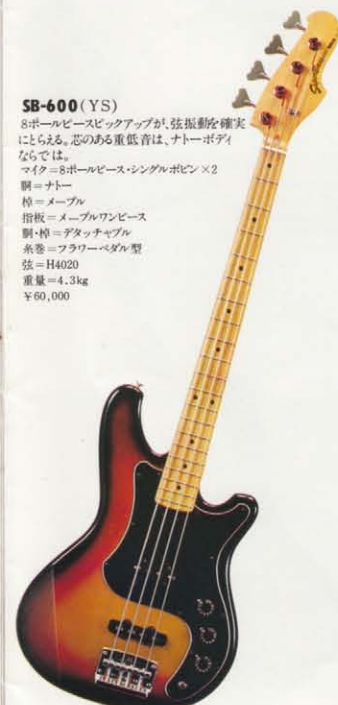 SB-600(YS)
8ポールピースピックアップが、弦振動を確実
にとらえる。芯のある重低音は、ナトーボディ
ならでは。
マイク=8ポールピース・シングルボビン×2
胴=ナトー
棹=メープル
指板=メープルワンピース
胴・棹=デタッチャブル
糸巻=フラワーペダル型
弦=H4020
重量=4.3kg
¥60,000